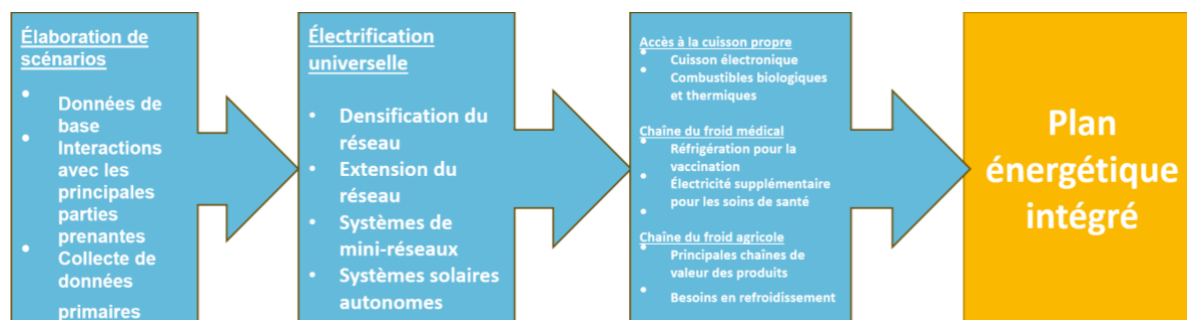 Élaboration de
scénarios
• Données de
base
• Interactions
avec les
principales
parties
prenantes
• Collecte de
données
primaires
Électrification
universelle
• Densification du
réseau
• Extension du
réseau
• Systèmes de
mini-réseaux
• Systèmes solaires
autonomes
Accès à la cuisson propre
• Cuisson électronique
• Combustibles biologiques
et thermiques
Chaîne du froid médical
• Réfrigération pour la
vaccination
• Électricité supplémentaire
pour les soins de santé
•
Chaîne du froid agricole
• Principales chaînes de
valeur des produits
• Besoins en refroidissement
Plan
énergétique
intégré